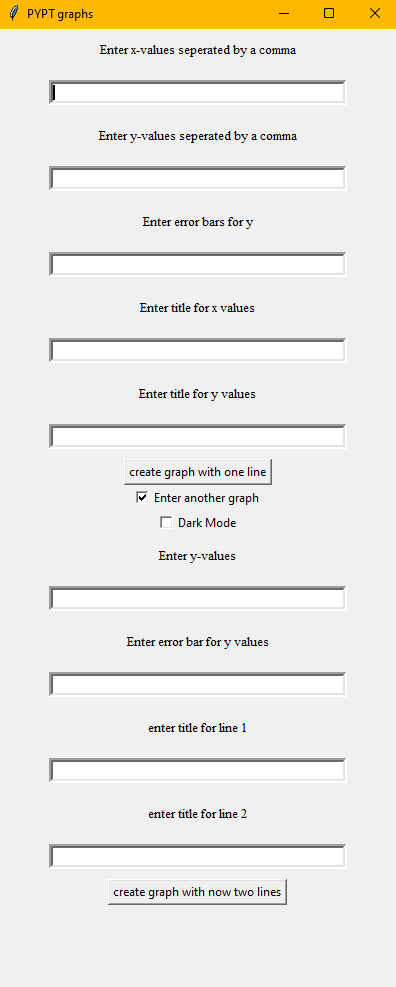 PYPT graphs
Enter x-values seperated by a comma
Enter y-values seperated by a comma
Enter error bars for y
Enter title for x values
Enter title for y values
create graph with one line
Enter another graph
Dark Mode
Enter y-values
Enter error bar for y values
enter title for line 1
enter title for line 2
create graph with now two lines